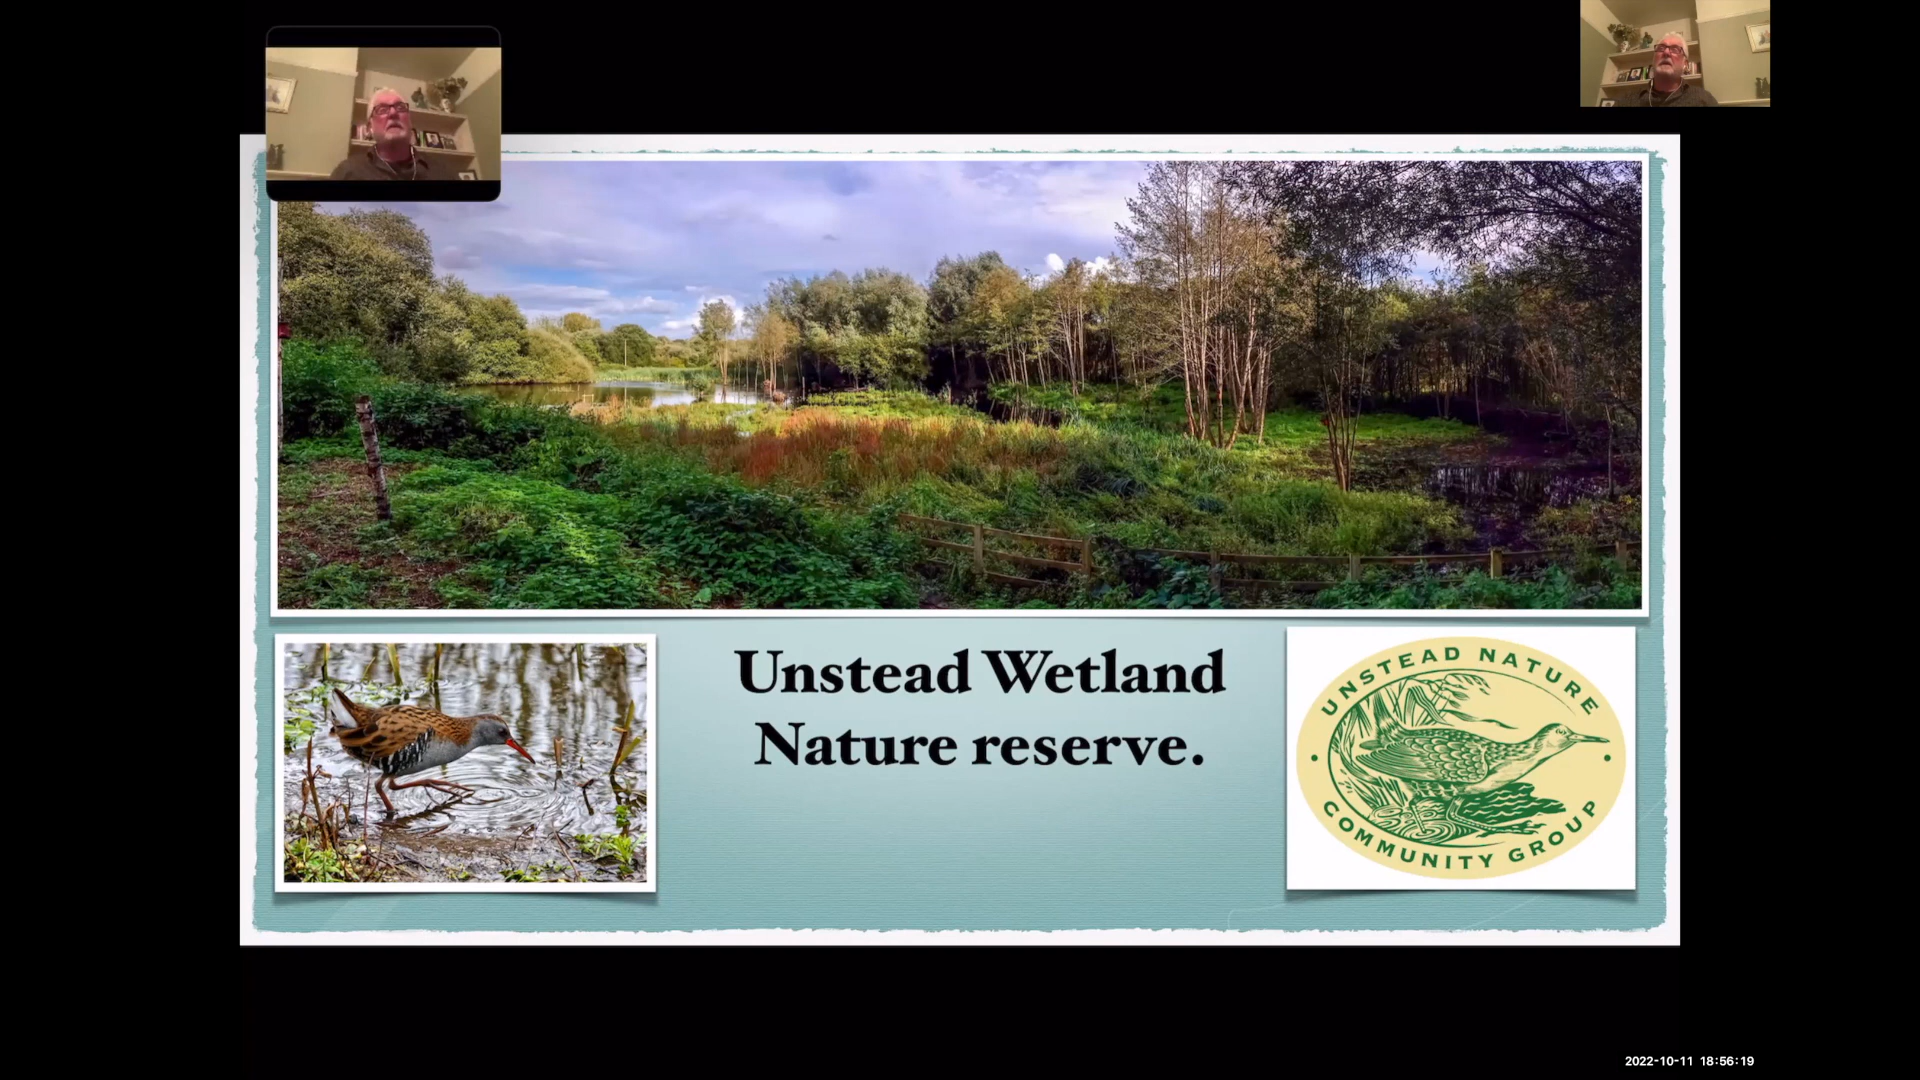 Unstead Wetland
Nature reserve.
UNSTEAD NATURE
COMMUNITY GROUP
2022-10-11 18:56:19